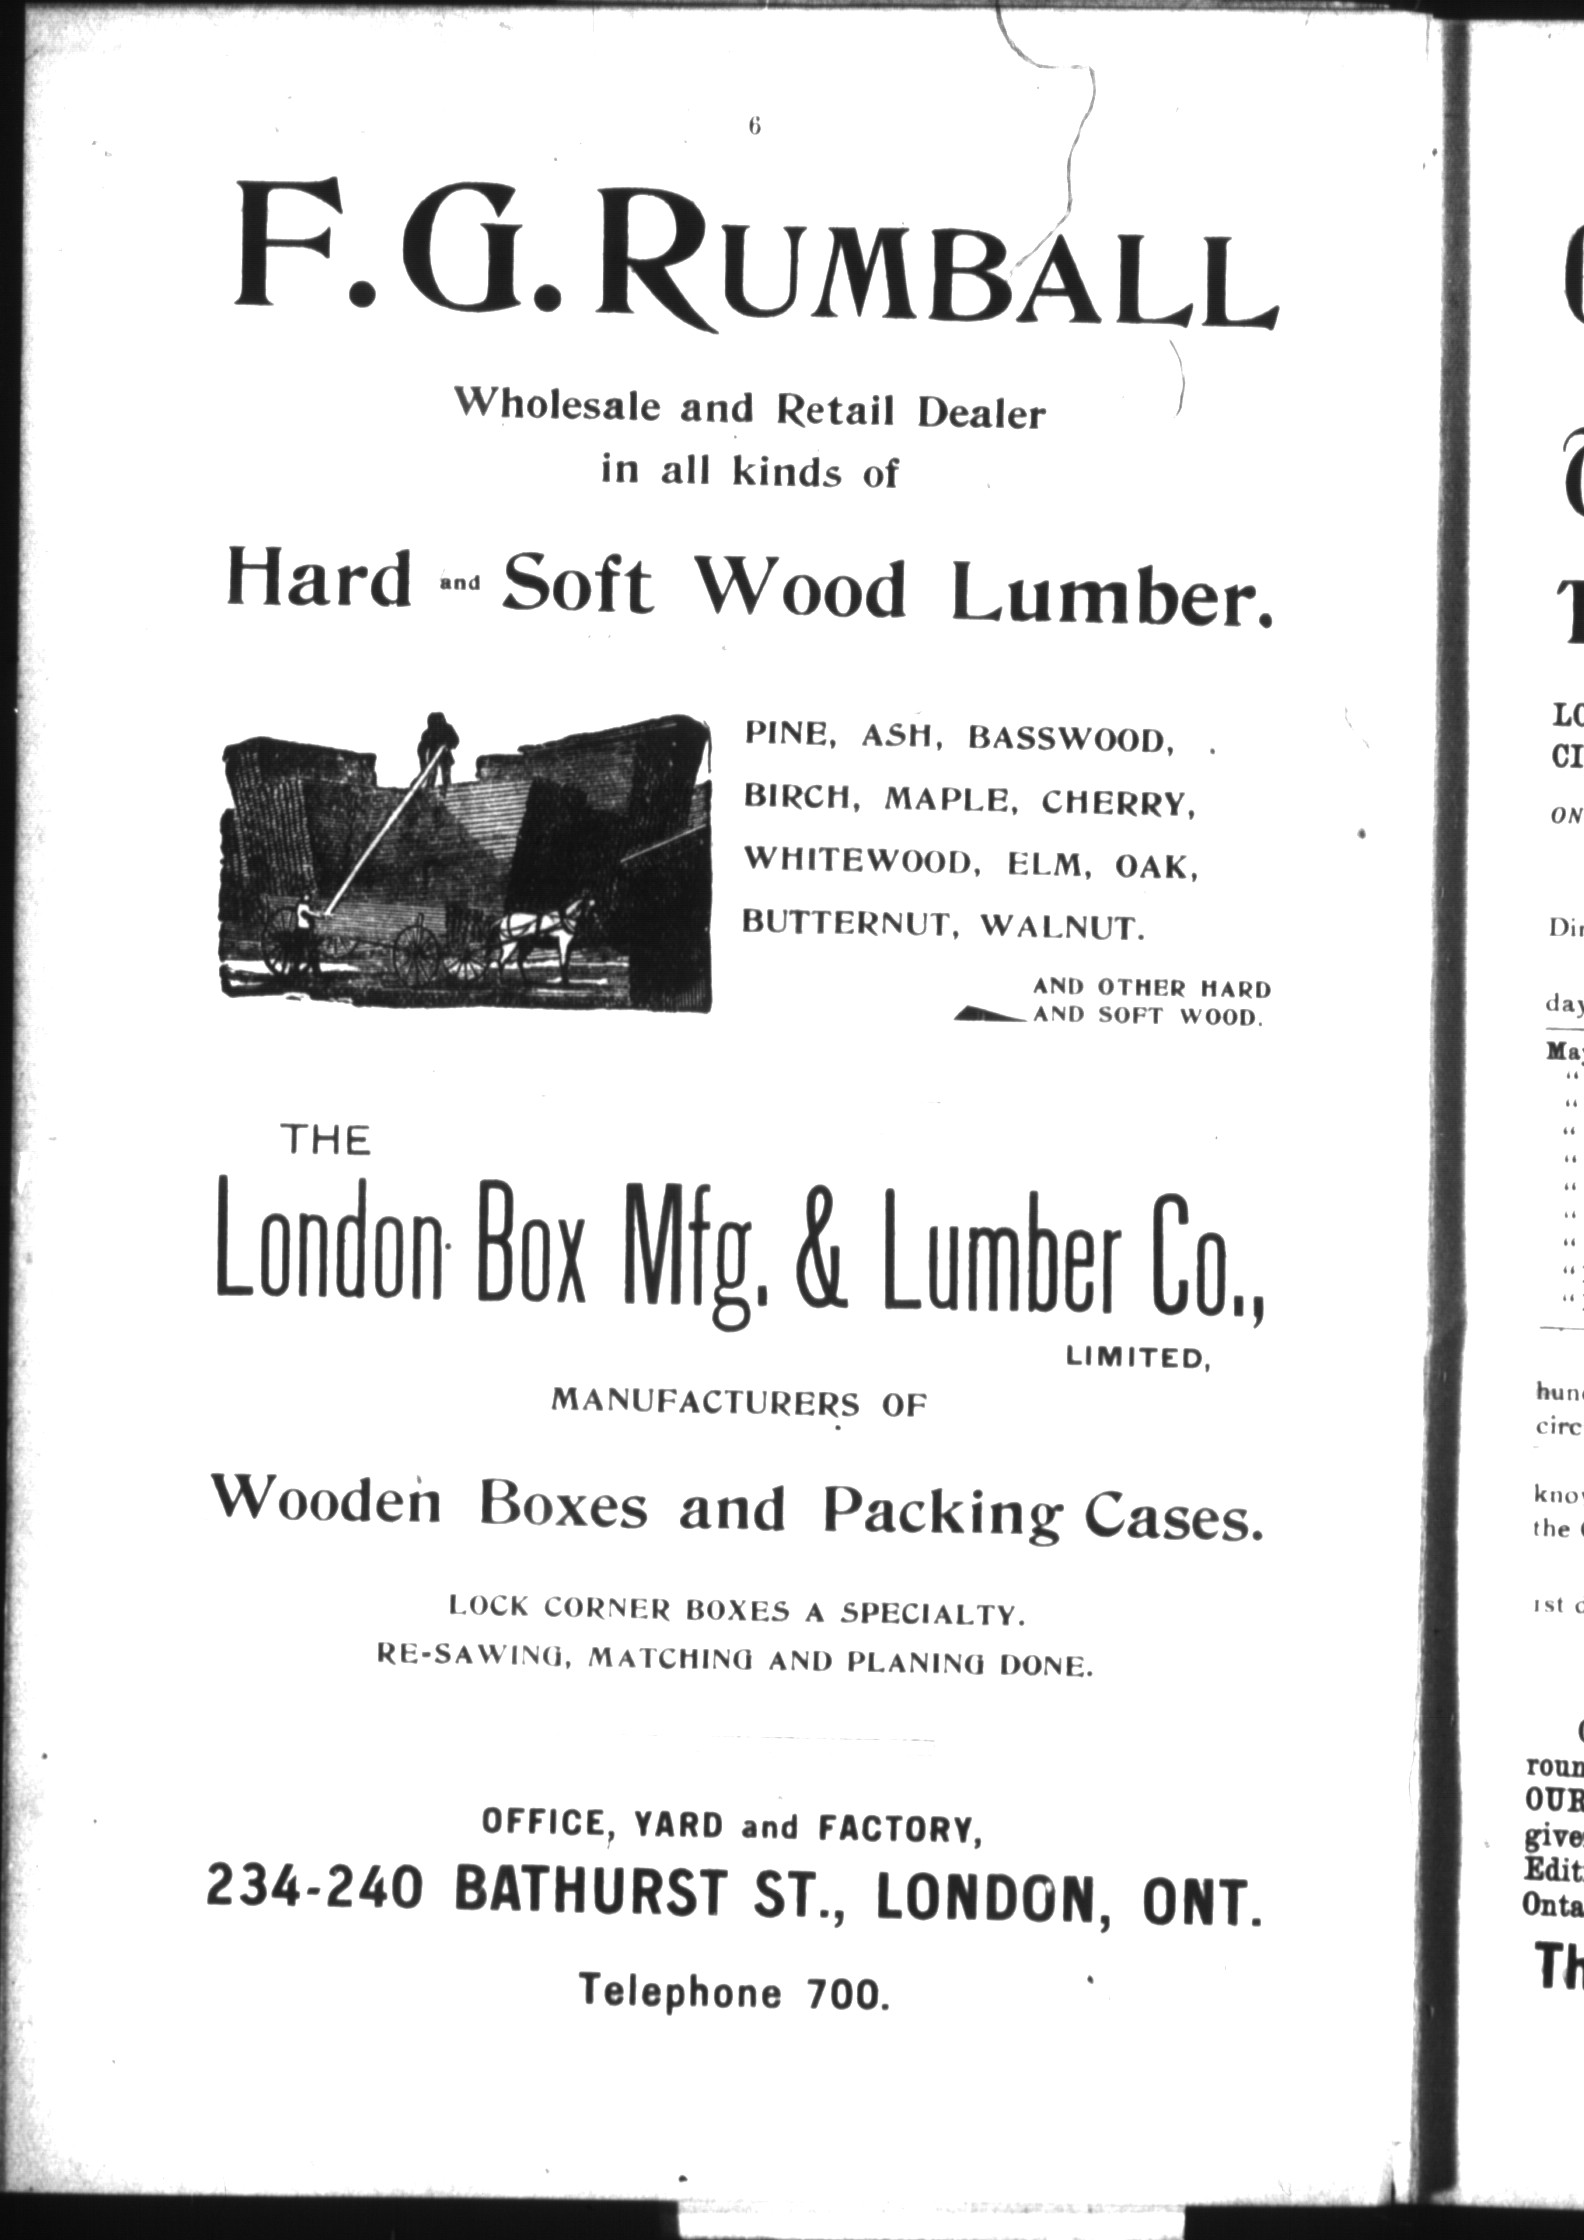 6
F. G. RUMBALL
Wholesale and Retail Dealer
in all kinds of
Hard and Soft Wood Lumber.
PINE, ASH, BASSWOOD,
BIRCH, MAPLE, CHERRY,
WHITEWOOD, ELM, OAK,
BUTTERNUT, WALNUT.
AND OTHER HARD
AND SOFT WOOD.
THE
London Box Mfg. & Lumber Co.,
LIMITED,
MANUFACTURERS OF
Wooden Boxes and Packing Cases.
LOCK CORNER BOXES A SPECIALTY.
RE-SAWING, MATCHING AND PLANING DONE.
OFFICE, YARD and FACTORY,
234-240 BATHURST ST., LONDON, ONT.
Telephone 700.